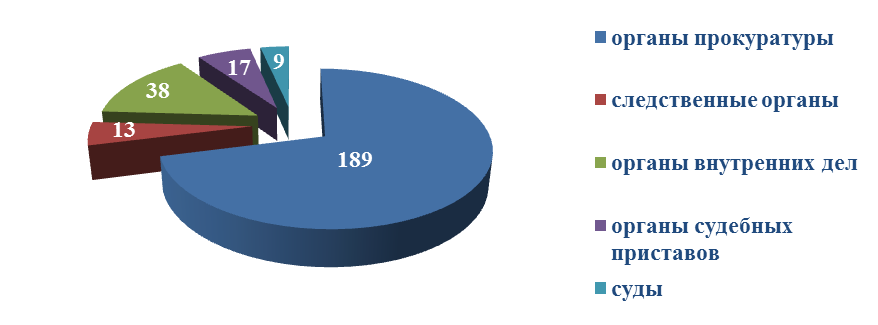 189
13
38
17
9
органы прокуратуры
следственные органы
органы внутренних дел
органы судебных
приставов
суды